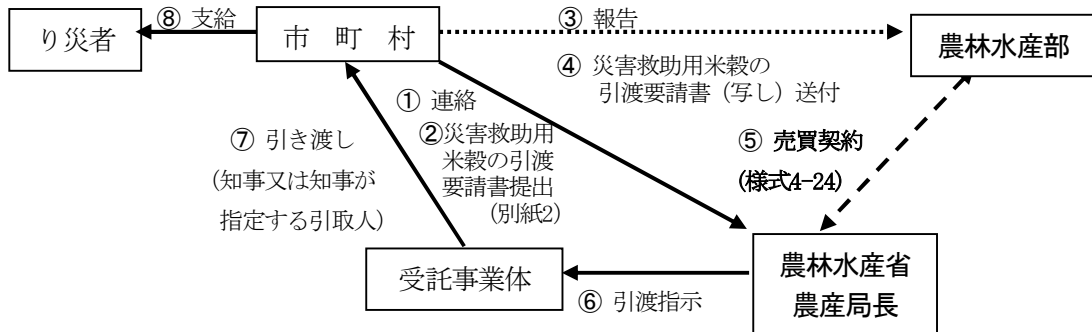 ⑧ 支給
り災者
市 町 村
③ 報告
農林水産部
④ 災害救助用米穀の
引渡要請書（写し）送付
① 連絡
②災害救助用
米穀の引渡
要請書提出
(別紙2)
⑦ 引き渡し
(知事又は知事が
指定する引取人)
⑤ 売買契約
(様式4-24)
受託事業体
⑥ 引渡指示
農林水産省
農産局長